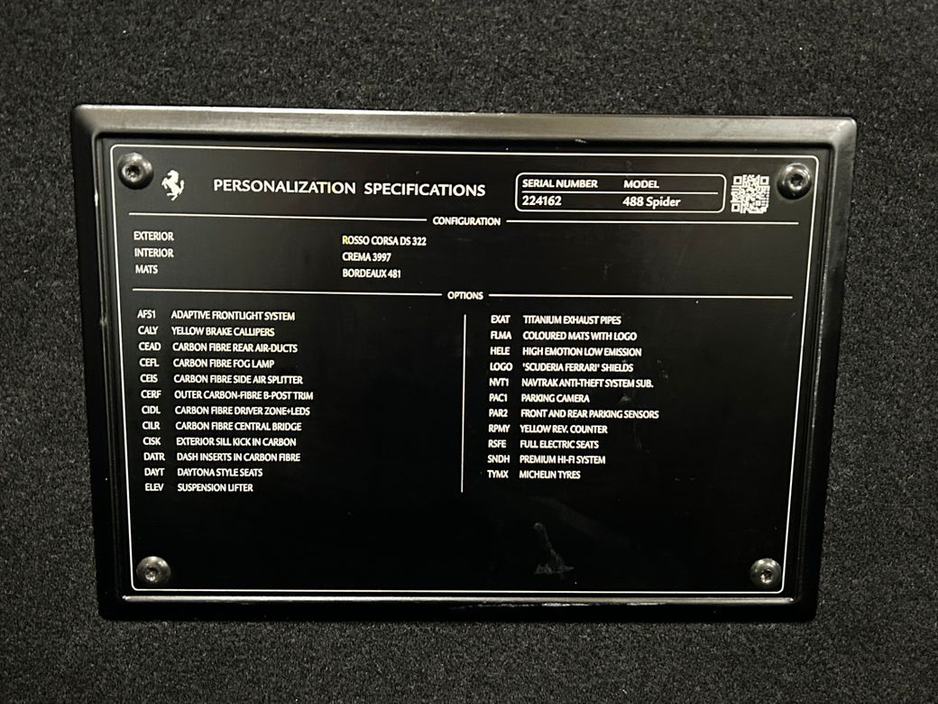 PERSONALIZATION SPECIFICATIONS
SERIAL NUMBER MODEL
224162 488 Spider
CONFIGURATION
EXTERIOR ROSSO CORSA DS 322
INTERIOR CREMA 3997
MATS BORDEAUX 481
OPTIONS
AFS1 ADAPTIVE FRONTLIGHT SYSTEM
CALY YELLOW BRAKE CALLIPERS
CEAD CARBON FIBRE REAR AIR-DUCTS
CEFL CARBON FIBRE FOG LAMP
CEIS CARBON FIBRE SIDE AIR SPLITTER
CERF OUTER CARBON-FIBRE B-POST TRIM
CIDL CARBON FIBRE DRIVER ZONE+LEDS
CILR CARBON FIBRE CENTRAL BRIDGE
CISK EXTERIOR SILL KICK IN CARBON
DATR DASH INSERTS IN CARBON FIBRE
DAYT DAYTONA STYLE SEATS
ELEV SUSPENSION LIFTER
EXAT TITANIUM EXHAUST PIPES
FLMA COLOURED MATS WITH LOGO
HELE HIGH EMOTION LOW EMISSION
LOGO 'SCUDERIA FERRARI' SHIELDS
NVT1 NAVTRAK ANTI-THEFT SYSTEM SUB.
PAC1 PARKING CAMERA
PAR2 FRONT AND REAR PARKING SENSORS
RPMY YELLOW REV. COUNTER
RSFE FULL ELECTRIC SEATS
SNDH PREMIUM HI-FI SYSTEM
TYMX MICHELIN TYRES